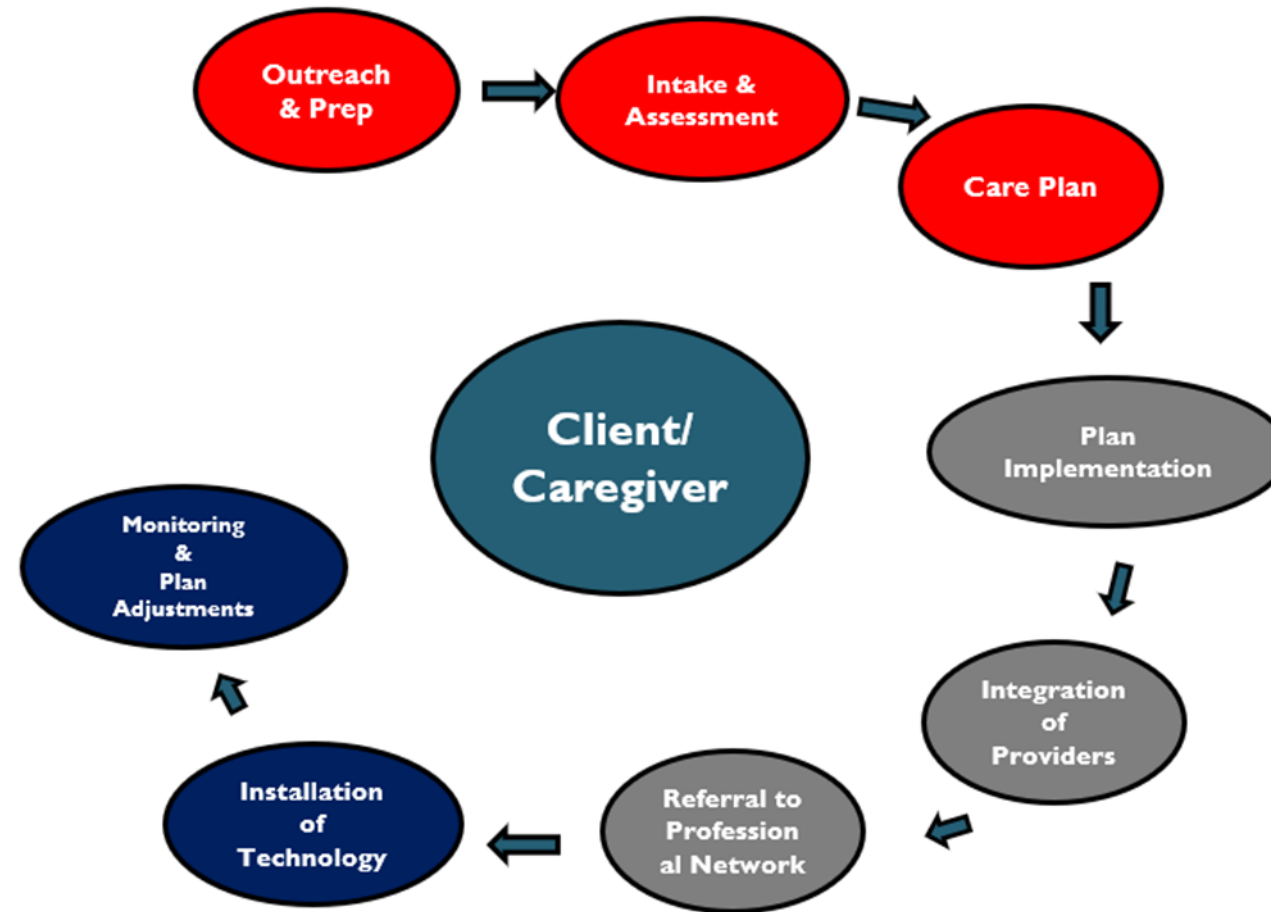 Outreach
& Prep
Intake &
Assessment
Care Plan
Client/
Caregiver
Plan
Implementation
Integration
of
Providers
Referral to
Profession
al Network
Installation
of
Technology
Monitoring
&
Plan
Adjustments